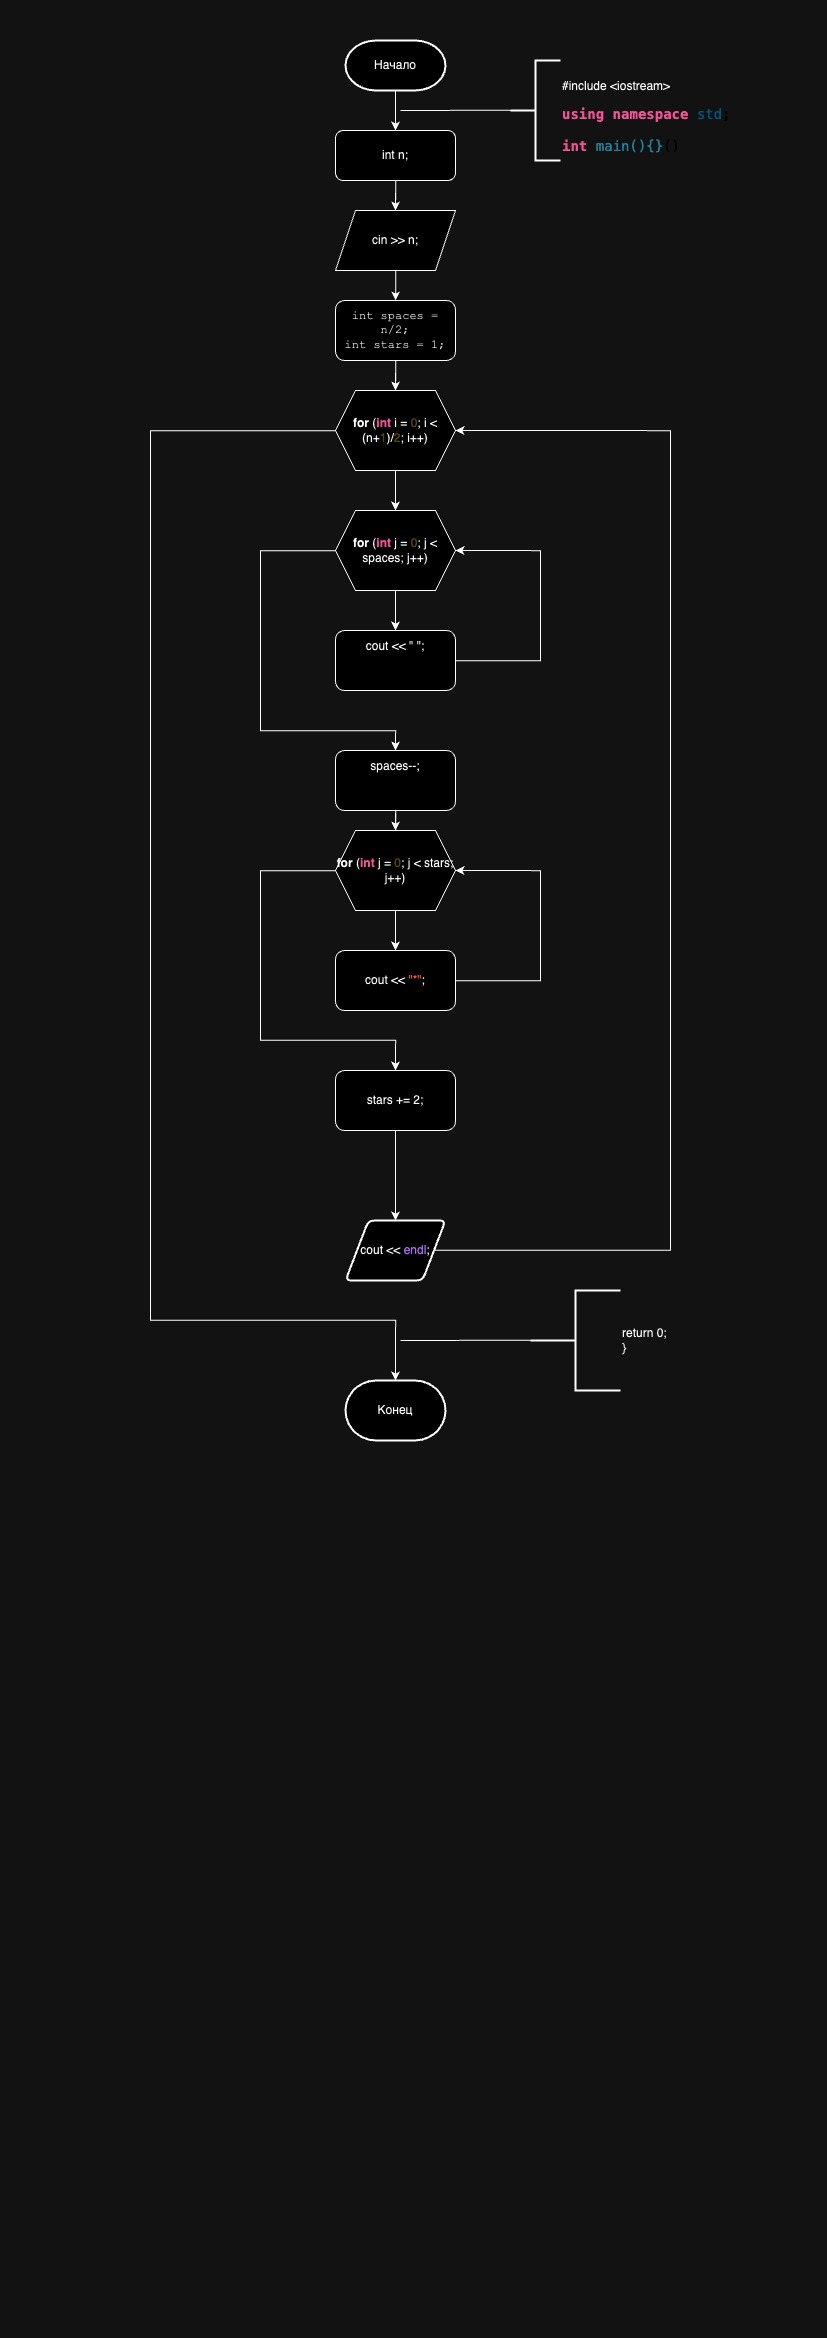 Начало
#include <iostream>
using namespace std;
int main(){}()
int n;
cin >> n;
int spaces =
n/2;
int stars = 1;
for (int i = 0; i <
(n+1)/2; i++)
for (int j = 0; j <
spaces; j++)
cout << " ";
spaces--;
for (int j = 0; j < stars;
j++)
cout << "*";
stars += 2;
cout << endl;
return 0;
}
Конец